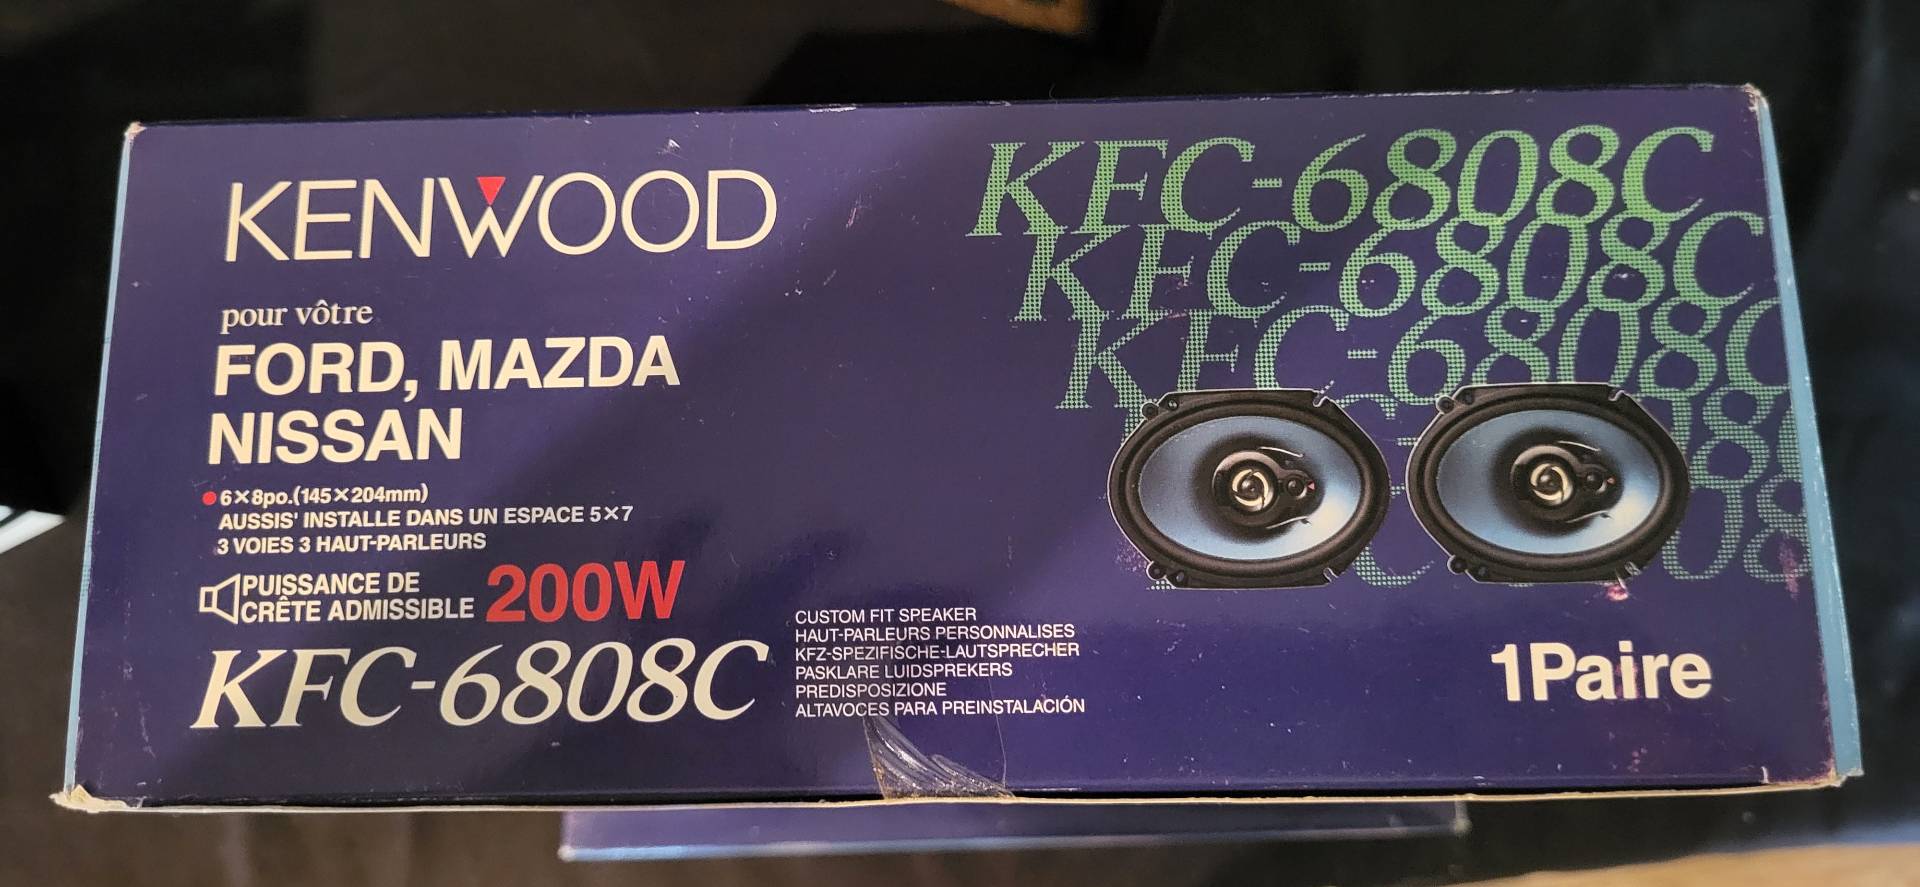 KENWOOD
pour vôtre
FORD, MAZDA
NISSAN
6×8po.(145×204mm)
AUSSIS' INSTALLE DANS UN ESPACE 5×7
3 VOIES 3 HAUT-PARLEURS
PUISSANCE DE
CRÊTE ADMISSIBLE 200W
KFC-6808C
CUSTOM FIT SPEAKER
HAUT-PARLEURS PERSONNALISES
KFZ-SPEZIFISCHE-LAUTSPRECHER
PASKLARE LUIDSPREKERS
PREDISPOSIZIONE
ALTAVOCES PARA PREINSTALACIÓN
KFC-6808C
KFC-6808C
KFC-6808C
1Paire